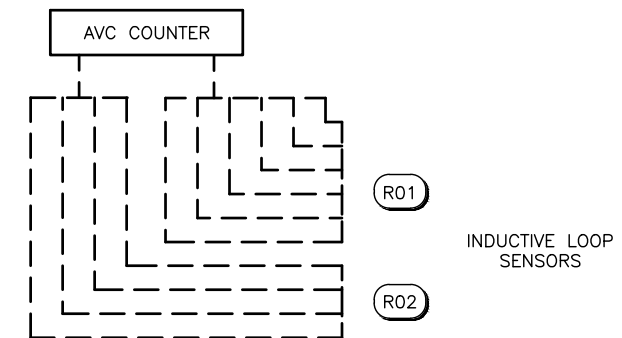 AVC COUNTER
R01
INDUCTIVE LOOP
SENSORS
R02